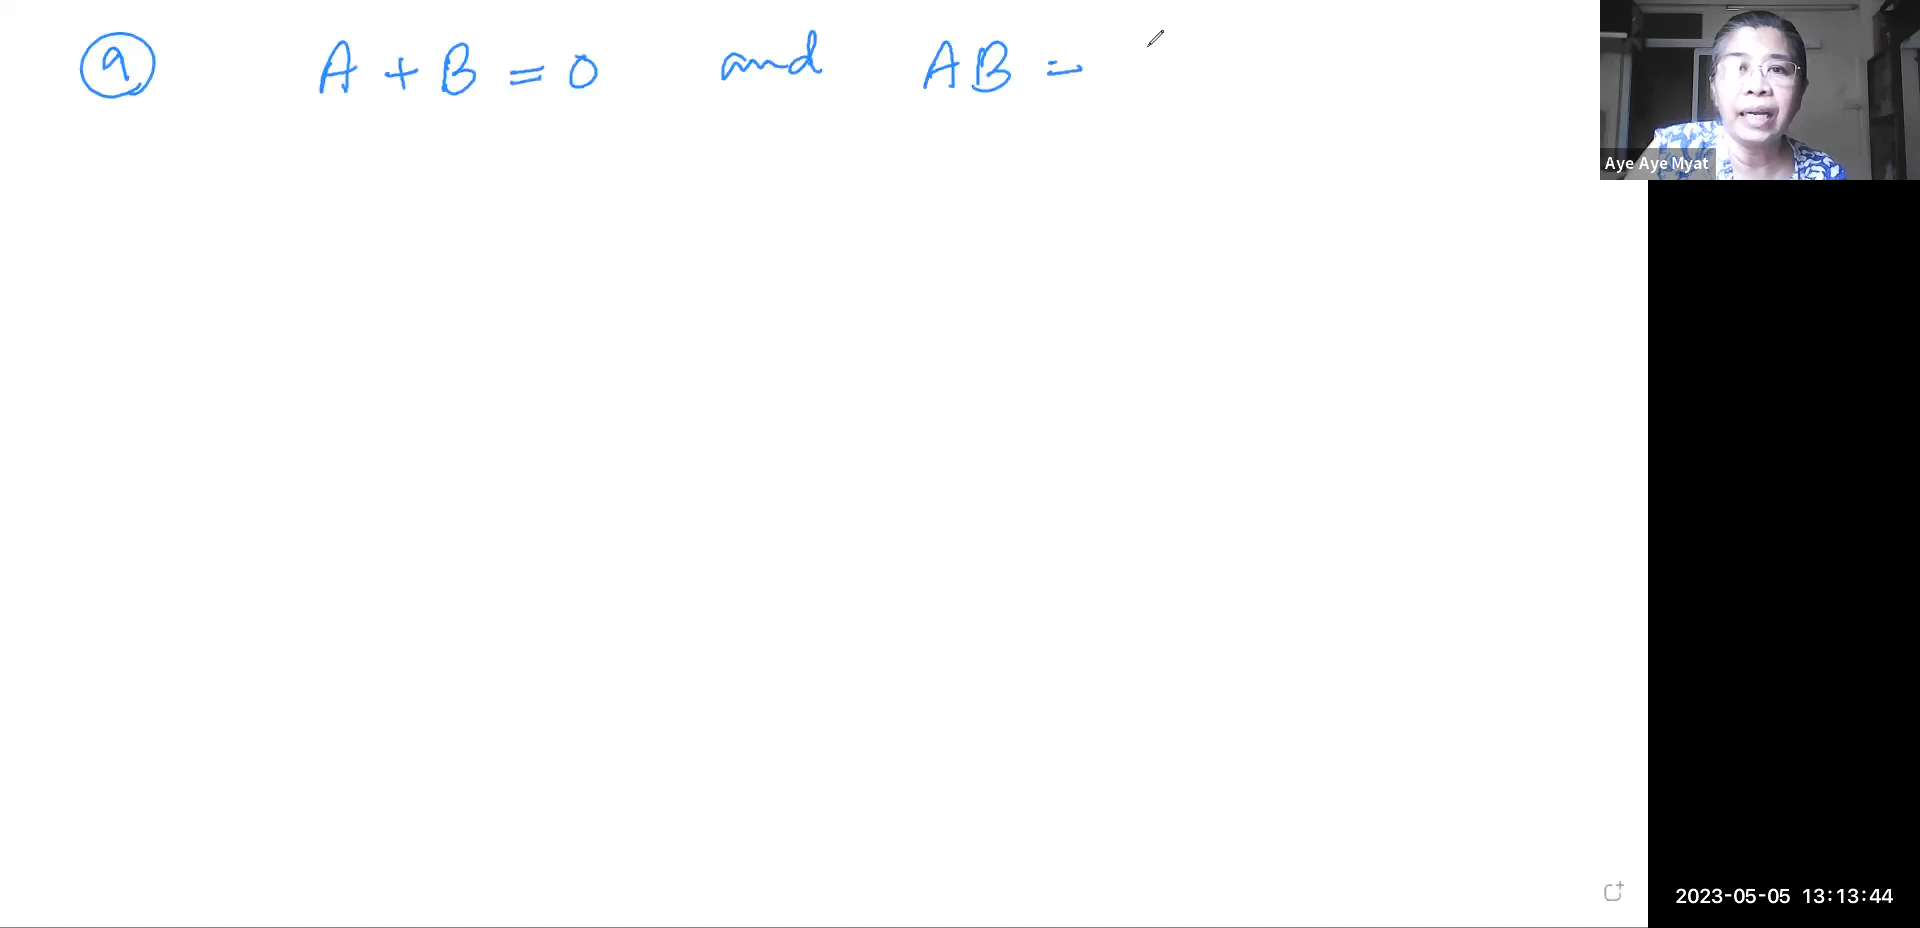 9 A + B = 0 and AB =
Aye Aye Myat
2023-05-05 13:13:44